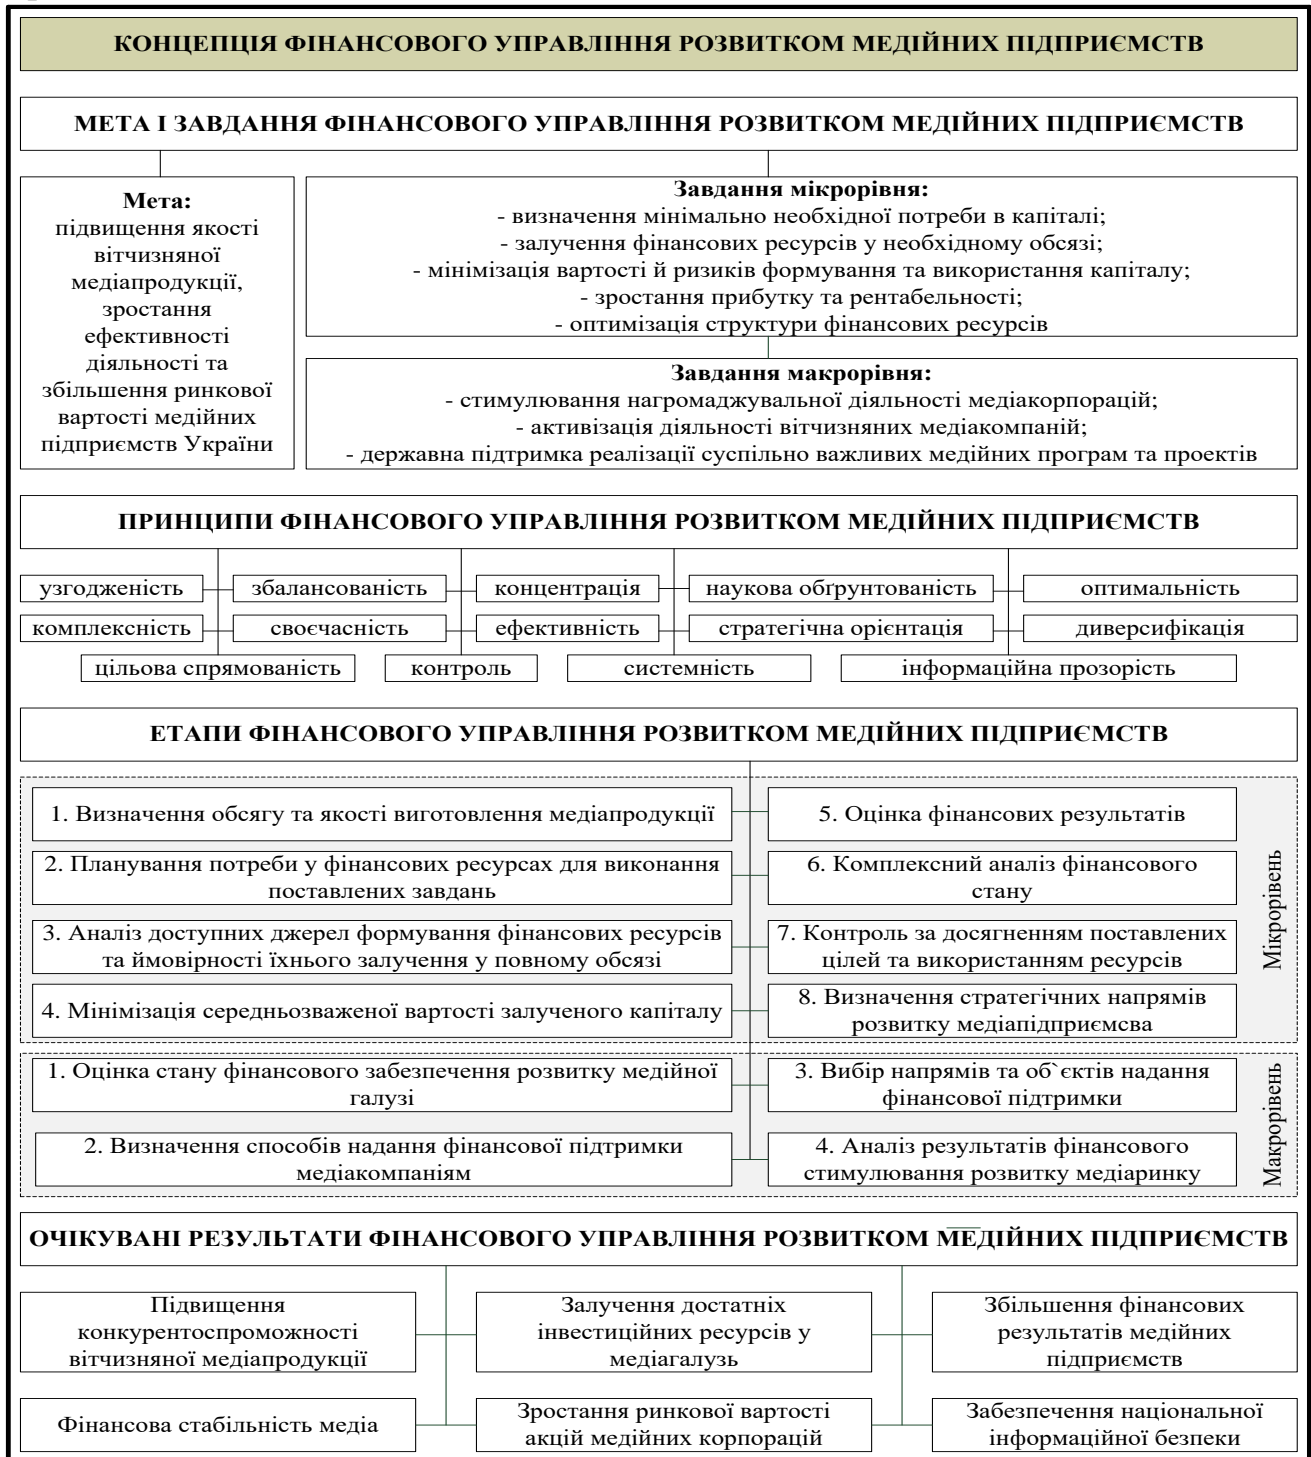 КОНЦЕПЦІЯ ФІНАНСОВОГО УПРАВЛІННЯ РОЗВИТКОМ МЕДІЙНИХ ПІДПРИЄМСТВ
МЕТА І ЗАВДАННЯ ФІНАНСОВОГО УПРАВЛІННЯ РОЗВИТКОМ МЕДІЙНИХ ПІДПРИЄМСТВ
Мета:
підвищення якості
вітчизняної
медіапродукції,
зростання
ефективності
діяльності та
збільшення ринкової
вартості медійних
підприємств України
Завдання мікрорівня:
- визначення мінімально необхідної потреби в капіталі;
- залучення фінансових ресурсів у необхідному обсязі;
- мінімізація вартості й ризиків формування та використання капіталу;
- зростання прибутку та рентабельності;
- оптимізація структури фінансових ресурсів
Завдання макрорівня:
- стимулювання нагромаджувальної діяльності медіакорпорацій;
- активізація діяльності вітчизняних медіакомпаній;
- державна підтримка реалізації суспільно важливих медійних програм та проектів
ПРИНЦИПИ ФІНАНСОВОГО УПРАВЛІННЯ РОЗВИТКОМ МЕДІЙНИХ ПІДПРИЄМСТВ
узгодженість
збалансованість
концентрація
наукова обґрунтованість
оптимальність
комплексність
своєчасність
ефективність
стратегічна орієнтація
диверсифікація
цільова спрямованість
контроль
системність
інформаційна прозорість
ЕТАПИ ФІНАНСОВОГО УПРАВЛІННЯ РОЗВИТКОМ МЕДІЙНИХ ПІДПРИЄМСТВ
1. Визначення обсягу та якості виготовлення медіапродукції
2. Планування потреби у фінансових ресурсах для виконання
поставлених завдань
3. Аналіз доступних джерел формування фінансових ресурсів
та ймовірності їхнього залучення у повному обсязі
4. Мінімізація середньозваженої вартості залученого капіталу
5. Оцінка фінансових результатів
6. Комплексний аналіз фінансового
стану
7. Контроль за досягненням поставлених
цілей та використанням ресурсів
8. Визначення стратегічних напрямів
розвитку медіапідприємсва
Мікрорівень
1. Оцінка стану фінансового забезпечення розвитку медійної
галузі
2. Визначення способів надання фінансової підтримки
медіакомпаніям
3. Вибір напрямів та об`єктів надання
фінансової підтримки
4. Аналіз результатів фінансового
стимулювання розвитку медіаринку
Макрорівень
ОЧІКУВАНІ РЕЗУЛЬТАТИ ФІНАНСОВОГО УПРАВЛІННЯ РОЗВИТКОМ МЕДІЙНИХ ПІДПРИЄМСТВ
Підвищення
конкурентоспроможності
вітчизняної медіапродукції
Залучення достатніх
інвестиційних ресурсів у
медіагалузь
Збільшення фінансових
результатів медійних
підприємств
Фінансова стабільність медіа
Зростання ринкової вартості
акцій медійних корпорацій
Забезпечення національної
інформаційної безпеки